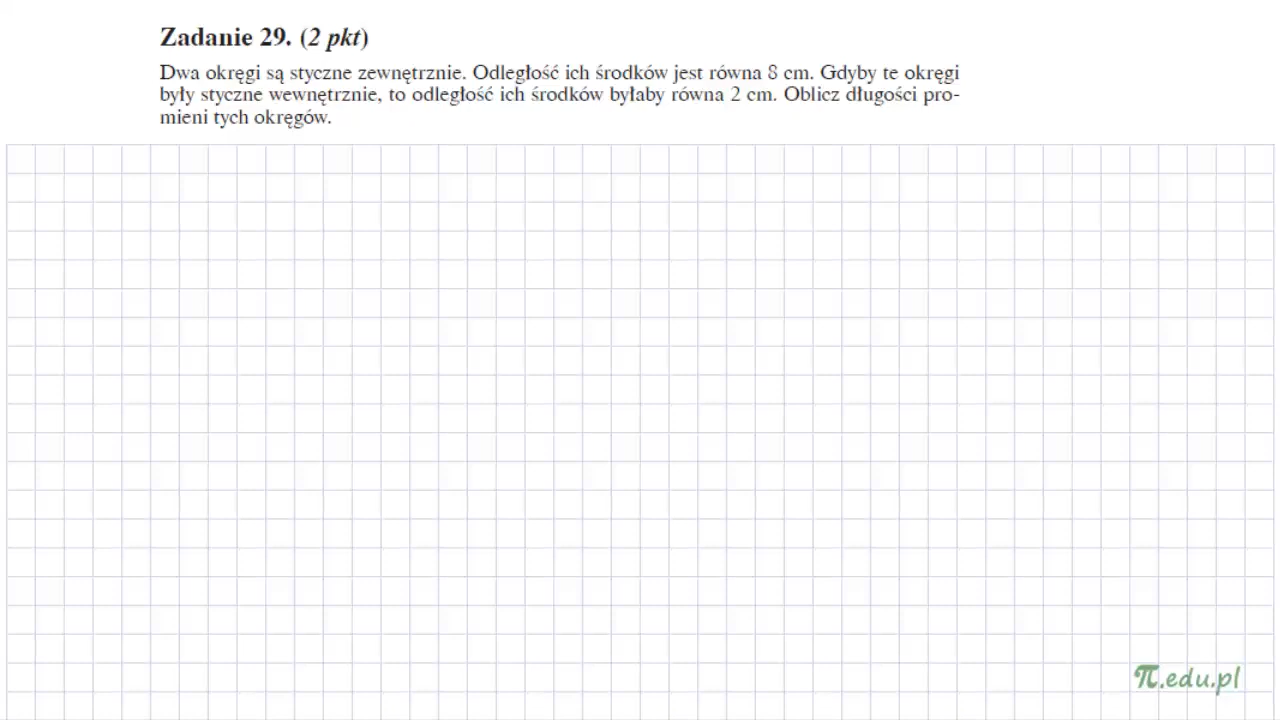 Zadanie 29. (2 pkt)
Dwa okręgi są styczne zewnętrznie. Odległość ich środków jest równa 8 cm. Gdyby te okręgi
były styczne wewnętrznie, to odległość ich środków byłaby równa 2 cm. Oblicz długości pro-
mieni tych okręgów.
π.edu.pl